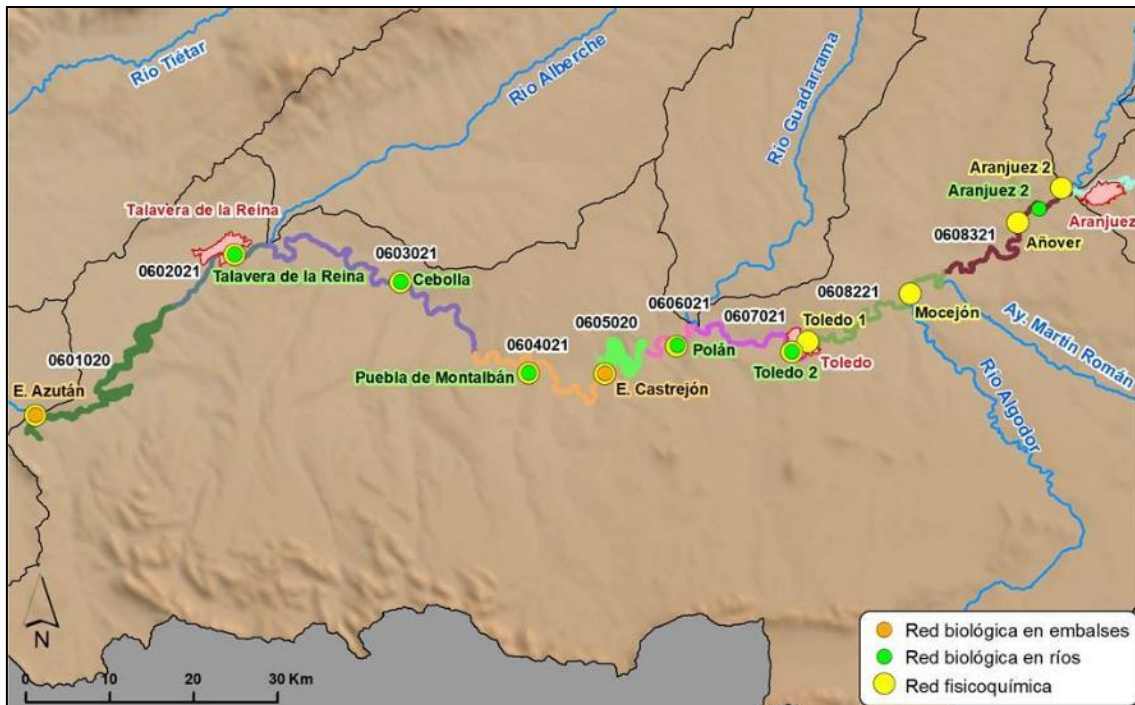 Río Tiétar
Río Alberche
Río Guadarrama
Aranjuez 2
Aranjuez 2
Aranjuez
Talavera de la Reina
0608321
Añover
0602021
Talavera de la Reina
0603021
Cebolla
0606021
0608221
0605020
0607021
Toledo 1
Mocejón
Ay. Martín Román
0601020
0604021
Polán
Toledo
E. Azután
Puebla de Montalbán
E. Castrejón
Toledo 2
Río Algodor
N
0 10 20 30 Km
Red biológica en embalses
Red biológica en ríos
Red fisicoquímica